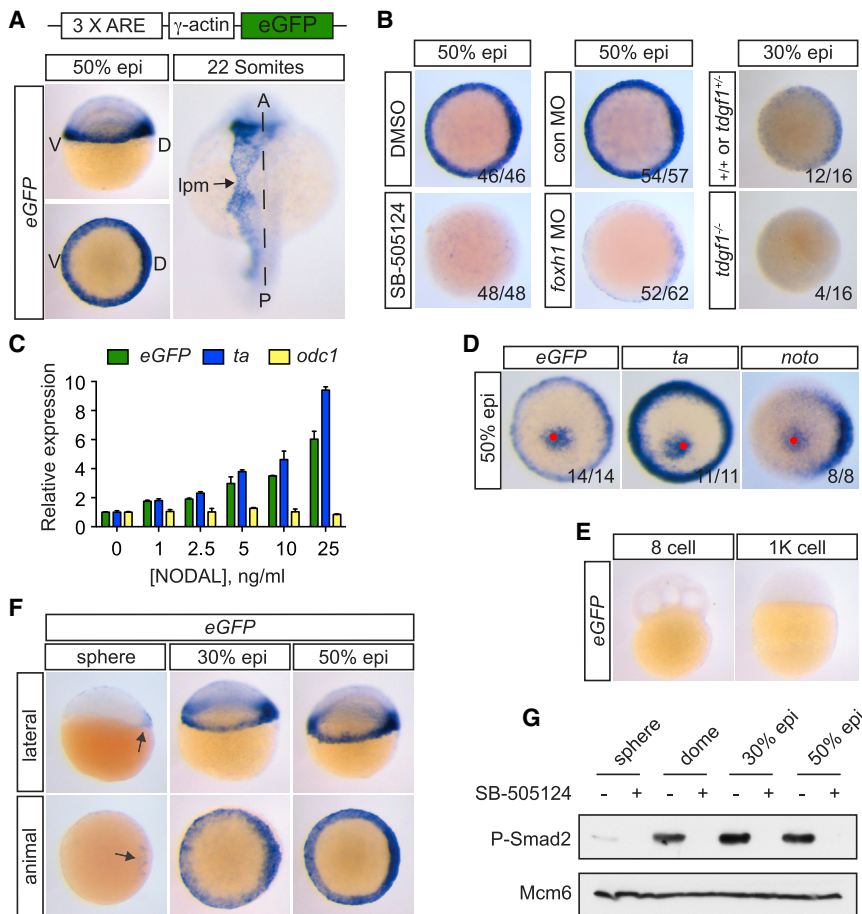 A
3 X ARE
γ-actin
eGFP
50% epi
22 Somites
eGFP
V
D
V
D
A
lpm
P
B
50% epi
50% epi
30% epi
DMSO
46/46
con MO
54/57
+/+ or tdgf1+/-
12/16
SB-505124
48/48
foxh1 MO
52/62
tdgf1-/-
4/16
C
eGFP
ta
odc1
Relative expression
10
8
6
4
2
0
0
1
2.5
5
10
25
[NODAL], ng/ml
D
eGFP
ta
noto
50% epi
14/14
11/11
8/8
E
8 cell
1K cell
eGFP
F
eGFP
sphere
30% epi
50% epi
lateral
animal
G
sphere
dome
30% epi
50% epi
SB-505124
- + - + - + - +
P-Smad2
Mcm6